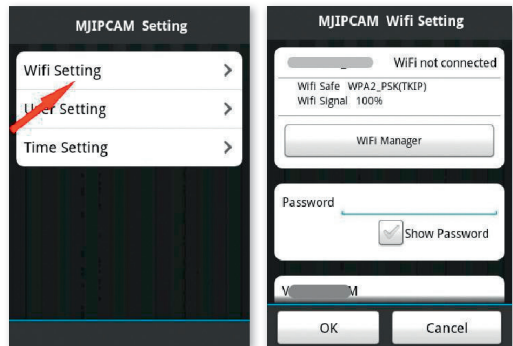 MJIPCAM Setting
Wifi Setting
User Setting
Time Setting
MJIPCAM Wifi Setting
WiFi not connected
Wifi Safe WPA2_PSK(TKIP)
Wifi Signal 100%
WiFi Manager
Password
Show Password
OK Cancel